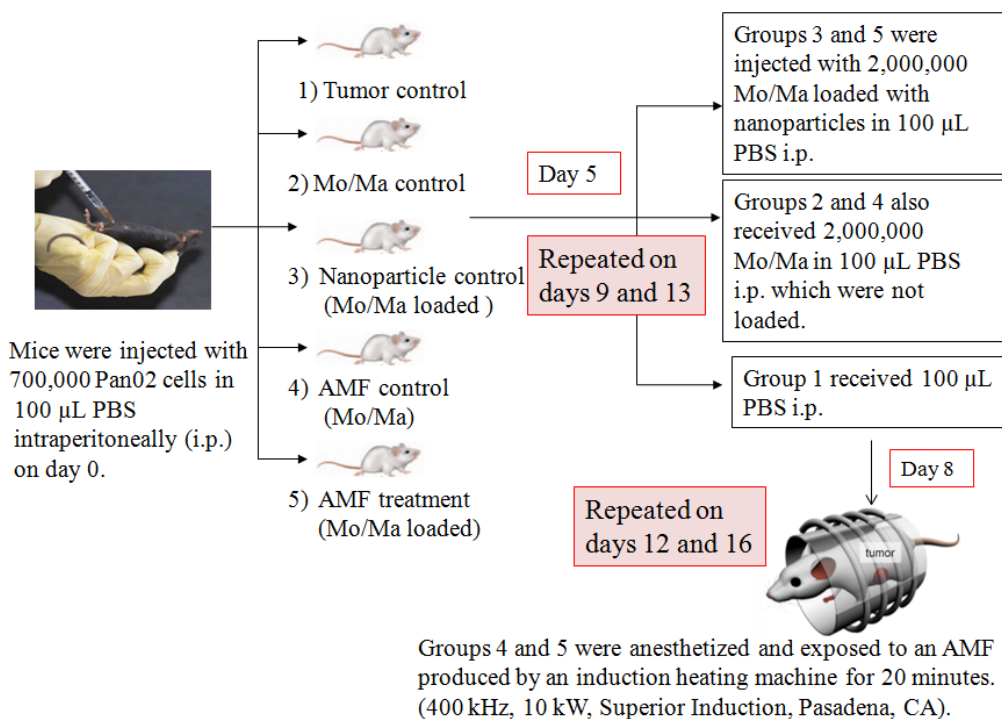 1) Tumor control
2) Mo/Ma control
3) Nanoparticle control
(Mo/Ma loaded )
4) AMF control
(Mo/Ma)
5) AMF treatment
(Mo/Ma loaded)
Mice were injected with
700,000 Pan02 cells in
100 µL PBS
intraperitoneally (i.p.)
on day 0.
Day 5
Repeated on
days 9 and 13
Groups 3 and 5 were
injected with 2,000,000
Mo/Ma loaded with
nanoparticles in 100 µL
PBS i.p.
Groups 2 and 4 also
received 2,000,000
Mo/Ma in 100 µL PBS
i.p. which were not
loaded.
Group 1 received 100 µL
PBS i.p.
Day 8
Repeated on
days 12 and 16
tumor
Groups 4 and 5 were anesthetized and exposed to an AMF
produced by an induction heating machine for 20 minutes.
(400 kHz, 10 kW, Superior Induction, Pasadena, CA).